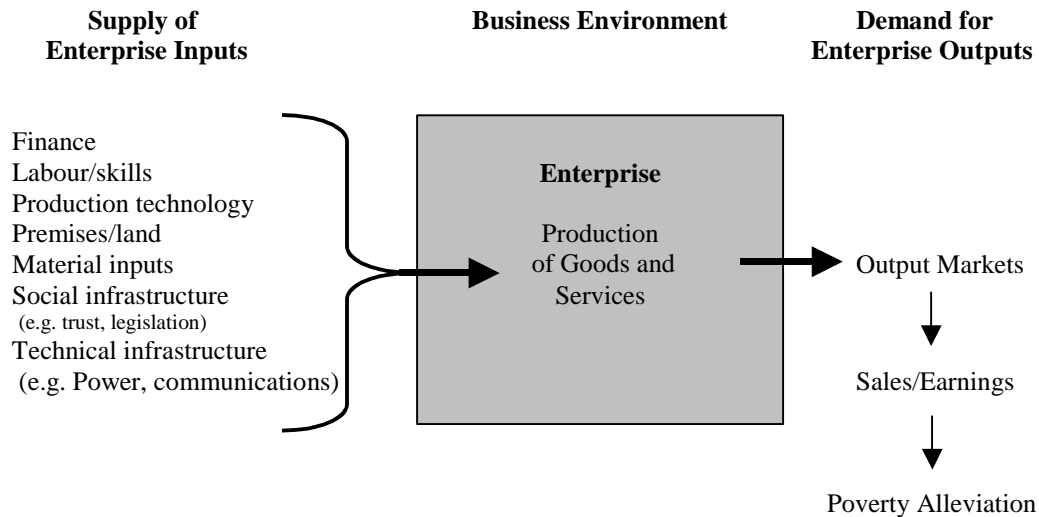 Supply of
Enterprise Inputs
Business Environment
Demand for
Enterprise Outputs
Finance
Labour/skills
Production technology
Premises/land
Material inputs
Social infrastructure
(e.g. trust, legislation)
Technical infrastructure
(e.g. Power, communications)
Enterprise
Production
of Goods and
Services
Output Markets
Sales/Earnings
Poverty Alleviation